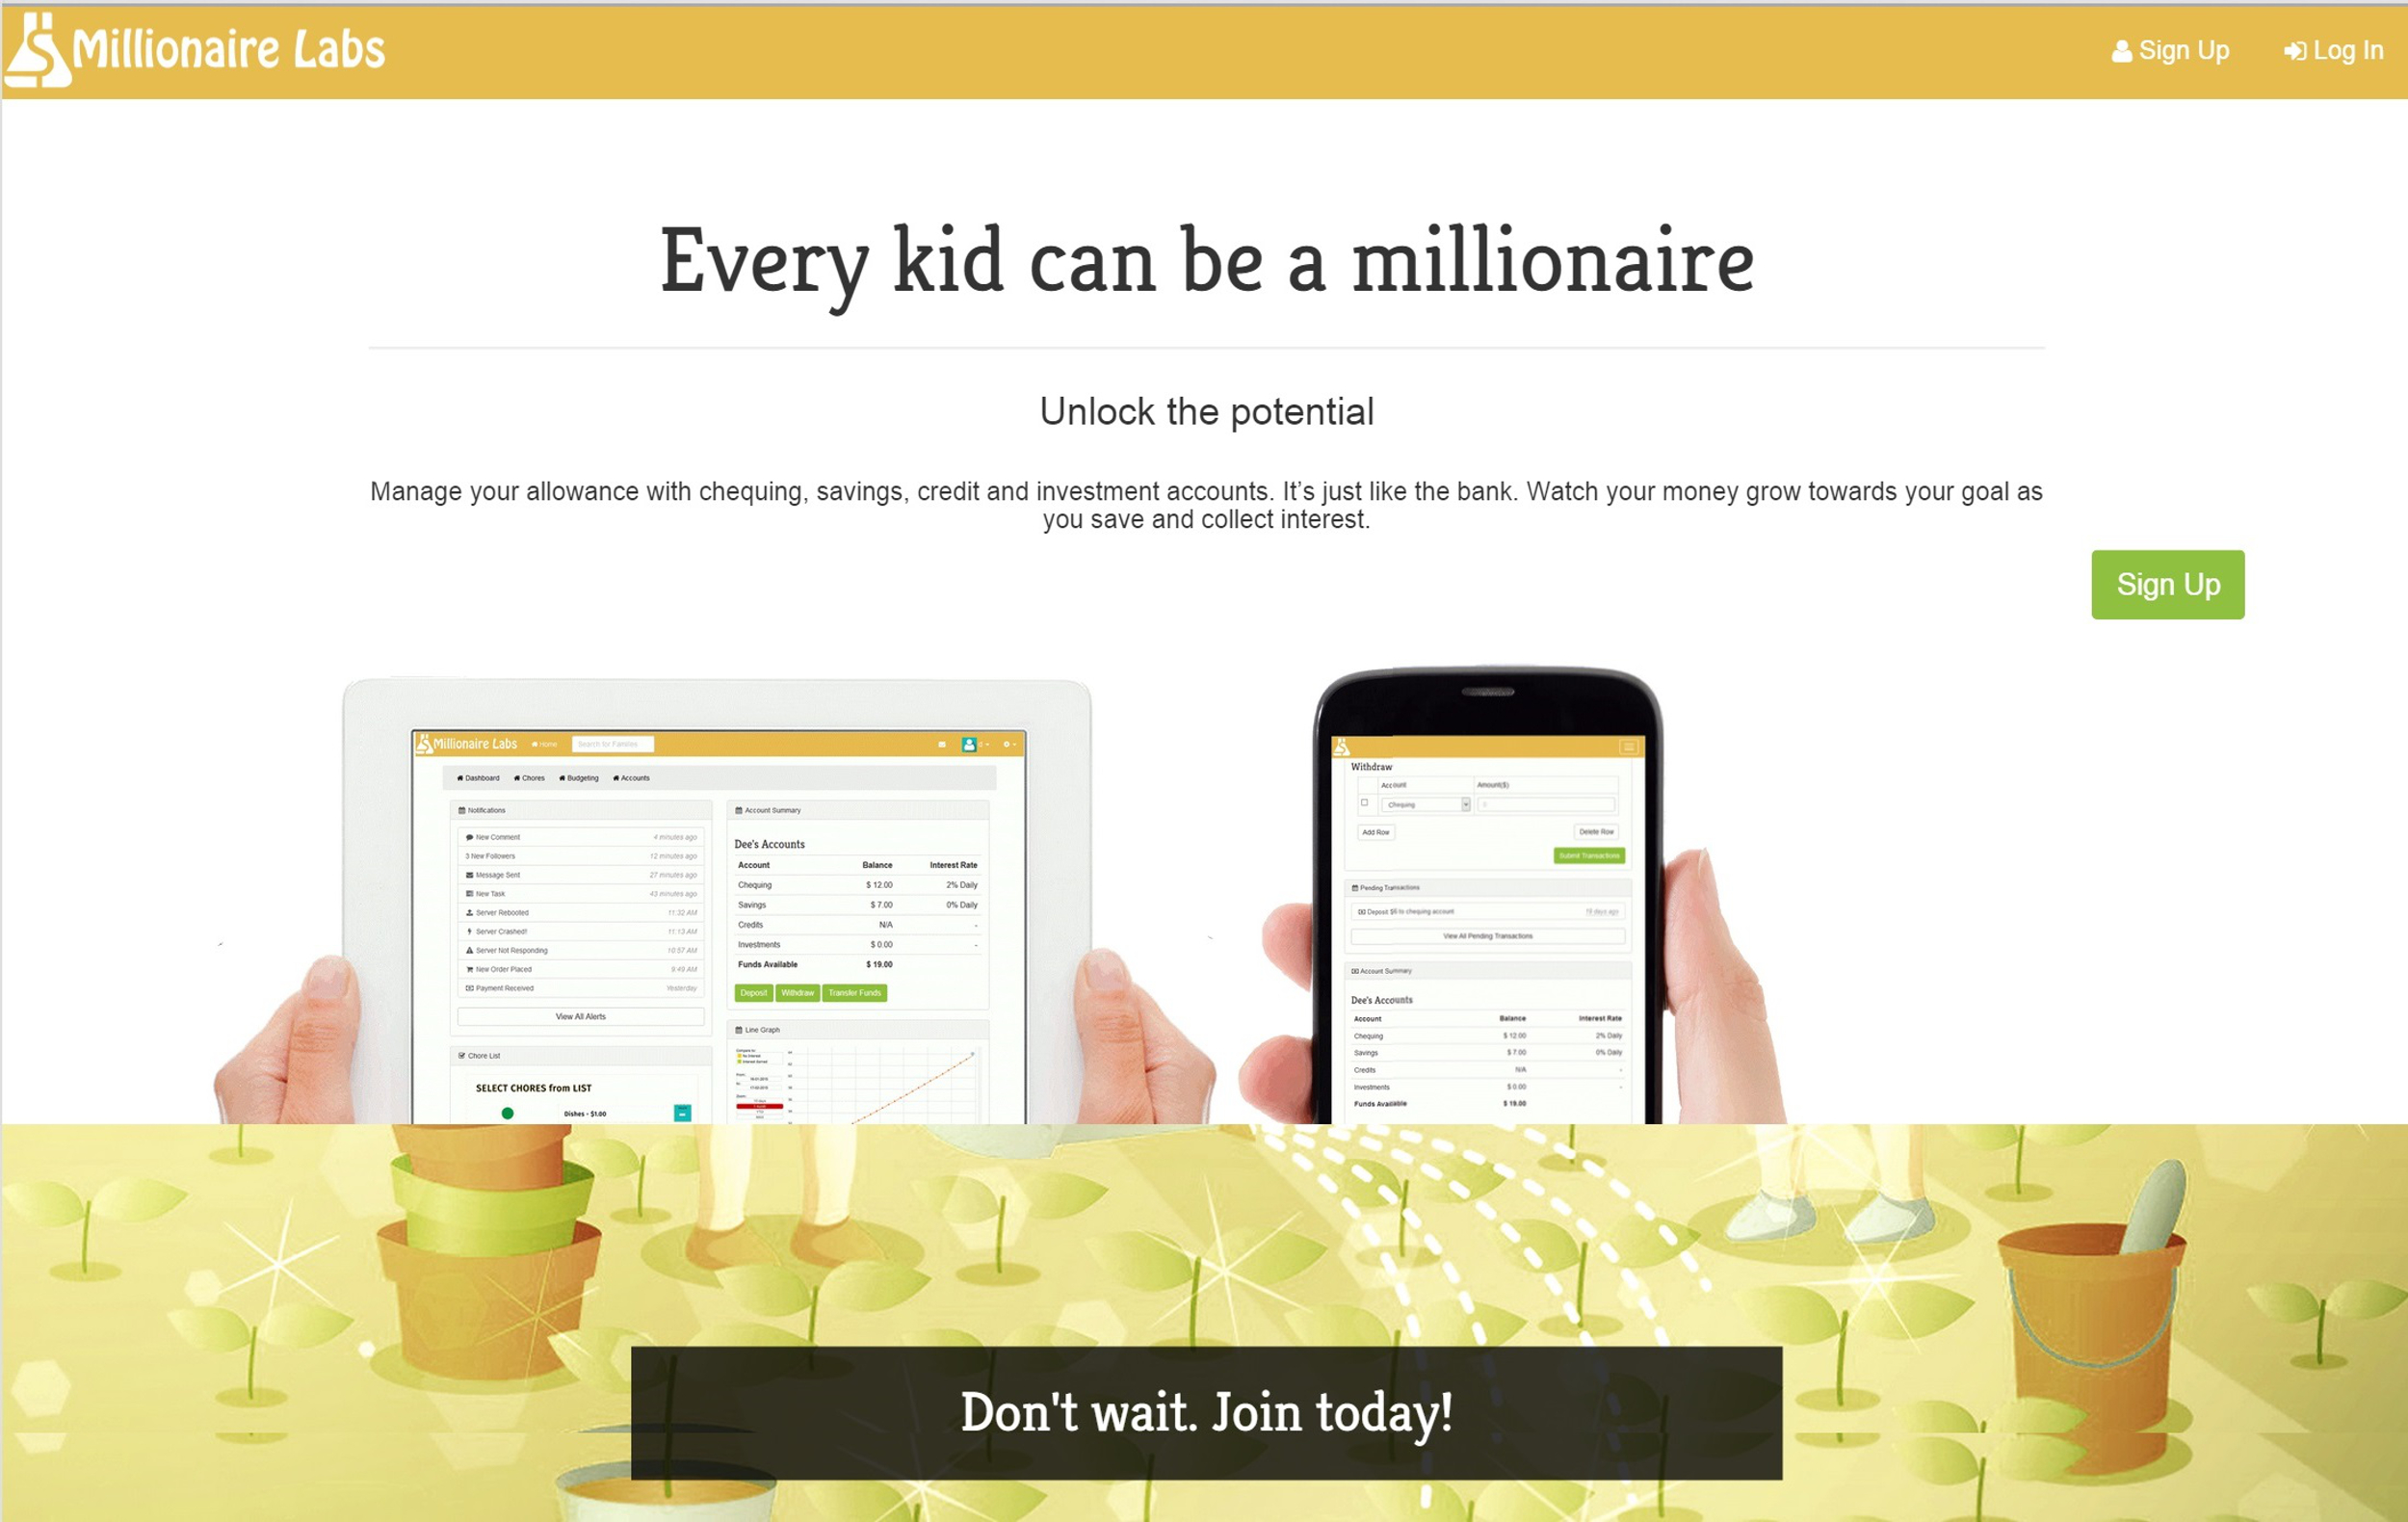 Millionaire Labs
Sign Up
Log In
Every kid can be a millionaire
Unlock the potential
Manage your allowance with chequing, savings, credit and investment accounts. It's just like the bank. Watch your money grow towards your goal as
you save and collect interest.
Sign Up
Millionaire Labs
Home
Search for Families
Dashboard
Chores
Budgeting
Accounts
Notifications
New Comment 4 minutes ago
3 New Followers 12 minutes ago
Message Sent 27 minutes ago
New Task 43 minutes ago
Server Rebooted 11:32 AM
Server Crashed! 11:13 AM
Server Not Responding 10:57 AM
New Order Placed 9:49 AM
Payment Received Yesterday
View All Alerts
Chore List
SELECT CHORES from LIST
Dishes - $1.00
Account Summary
Dee's Accounts
Account Balance Interest Rate
Chequing $ 12.00 2% Daily
Savings $ 7.00 0% Daily
Credits N/A -
Investments $ 0.00 -
Funds Available $ 19.00
Deposit Withdraw Transfer Funds
Line Graph
Withdraw
Account Amount($)
Chequing
Add Row Delete Row
Submit Transactions
Pending Transactions
Deposit $5 to chequing account 19 days ago
View All Pending Transactions
Account Summary
Dee's Accounts
Account Balance Interest Rate
Chequing $ 12.00 2% Daily
Savings $ 7.00 0% Daily
Credits N/A -
Investments $ 0.00 -
Funds Available $ 19.00
Don't wait. Join today!